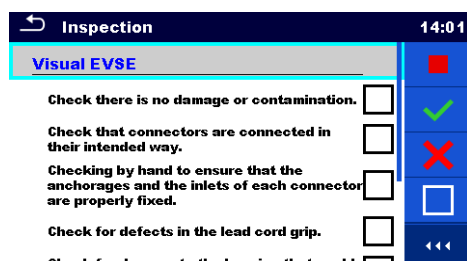 Inspection 14:01
Visual EVSE
Check there is no damage or contamination.
Check that connectors are connected in
their intended way.
Checking by hand to ensure that the
anchorages and the inlets of each connector
are properly fixed.
Check for defects in the lead cord grip.